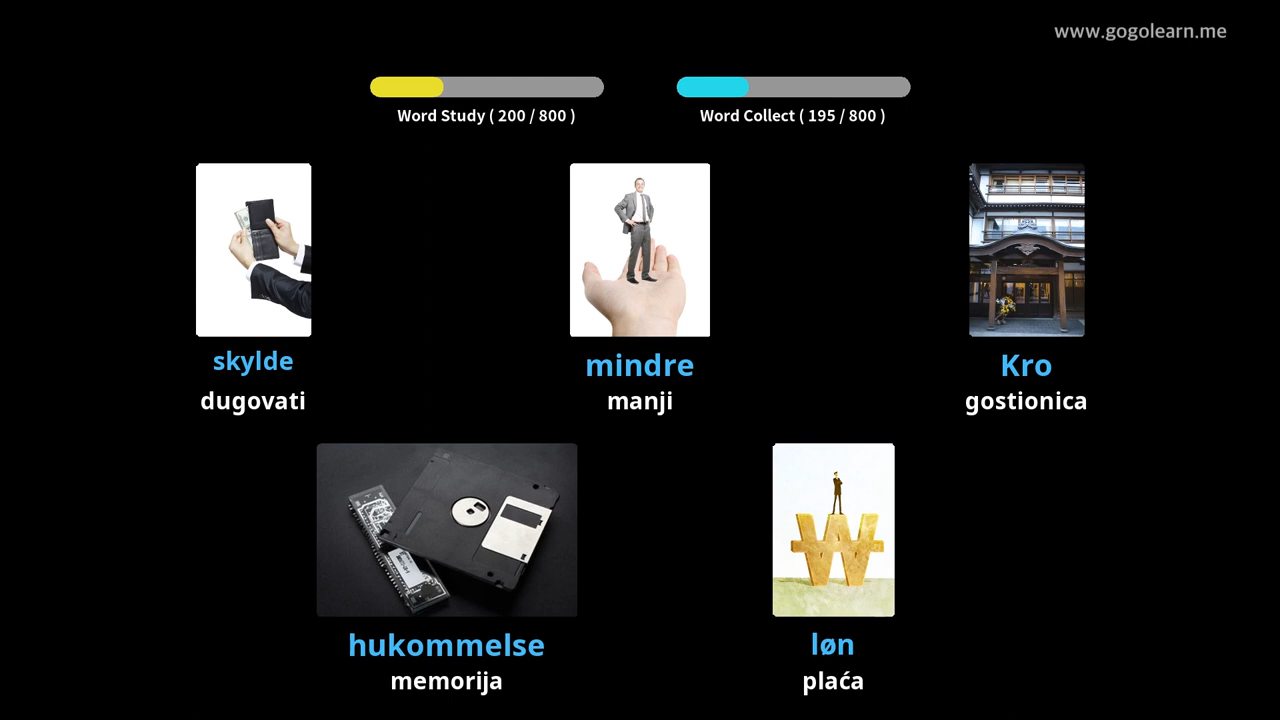 www.gogolearn.me
Word Study ( 200 / 800 )
Word Collect ( 195 / 800 )
skylde
dugovati
mindre
manji
Kro
gostionica
hukommelse
memorija
løn
plaća